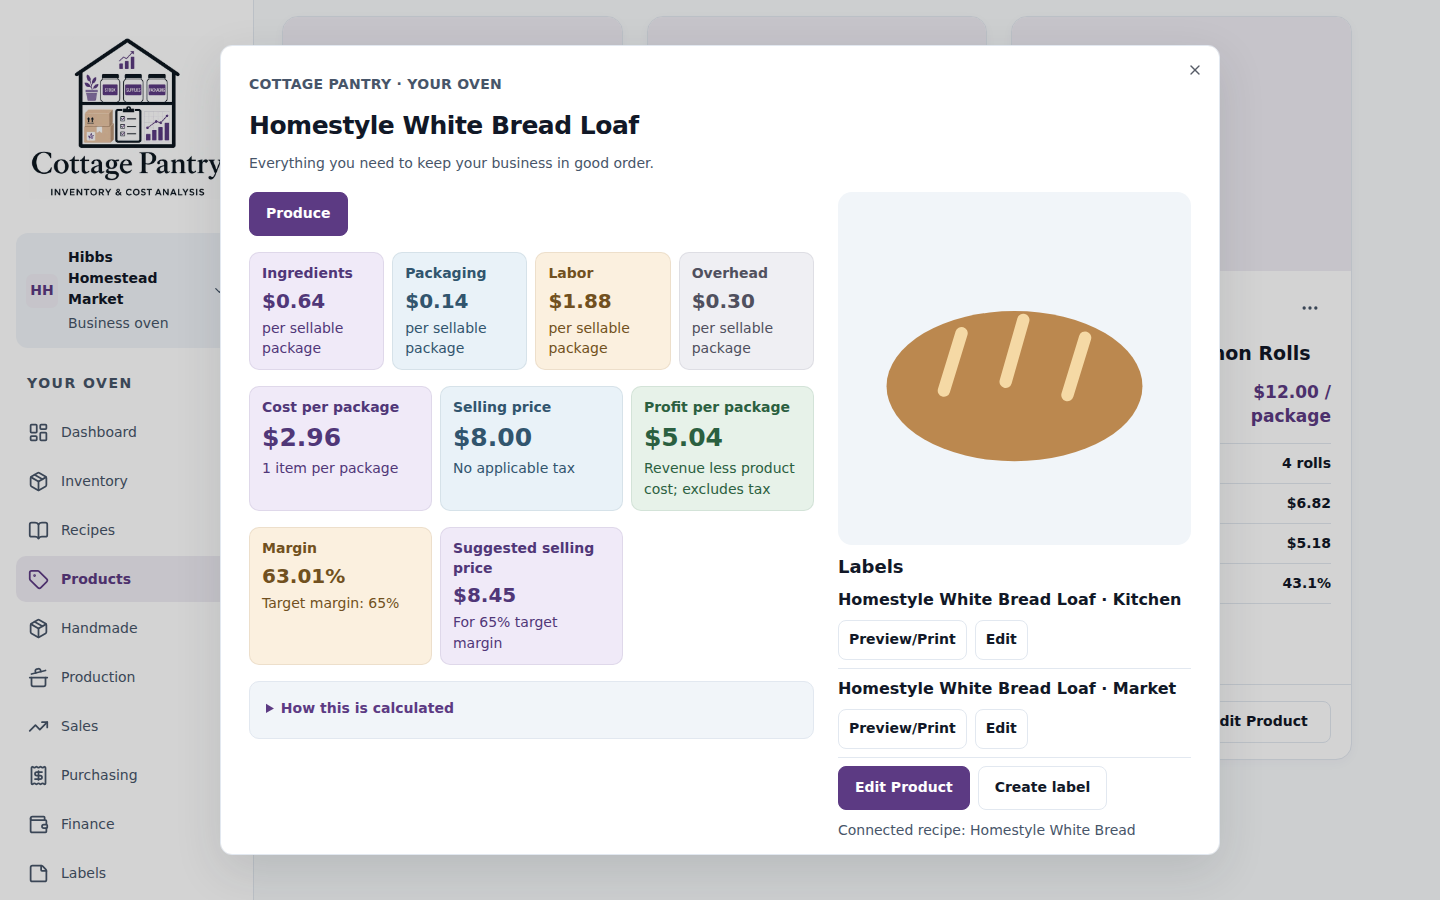 Cottage Pantry
INVENTORY & COST ANALYSIS
HH
Hibbs
Homestead
Market
Business oven
YOUR OVEN
Dashboard
Inventory
Recipes
Products
Handmade
Production
Sales
Purchasing
Finance
Labels
COTTAGE PANTRY · YOUR OVEN
Homestyle White Bread Loaf
Everything you need to keep your business in good order.
Produce
Ingredients
$0.64
per sellable
package
Packaging
$0.14
per sellable
package
Labor
$1.88
per sellable
package
Overhead
$0.30
per sellable
package
Cost per package
$2.96
1 item per package
Selling price
$8.00
No applicable tax
Profit per package
$5.04
Revenue less product
cost; excludes tax
Margin
63.01%
Target margin: 65%
Suggested selling
price
$8.45
For 65% target
margin
How this is calculated
Labels
Homestyle White Bread Loaf · Kitchen
Preview/Print
Edit
Homestyle White Bread Loaf · Market
Preview/Print
Edit
Edit Product
Create label
Connected recipe: Homestyle White Bread
non Rolls
$12.00 /
package
4 rolls
$6.82
$5.18
43.1%
dit Product